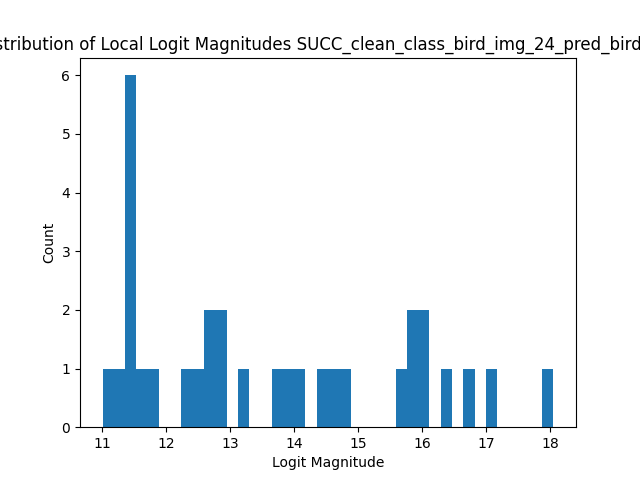 stribution of Local Logit Magnitudes SUCC_clean_class_bird_img_24_pred_bird
6
5
4
3
2
1
0
Count
11 12 13 14 15 16 17 18
Logit Magnitude